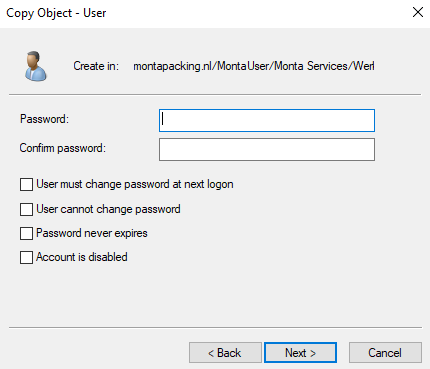 Copy Object - User
Create in: montapacking.nl/MontaUser/Monta Services/Werl
Password:
Confirm password:
User must change password at next logon
User cannot change password
Password never expires
Account is disabled
< Back Next > Cancel